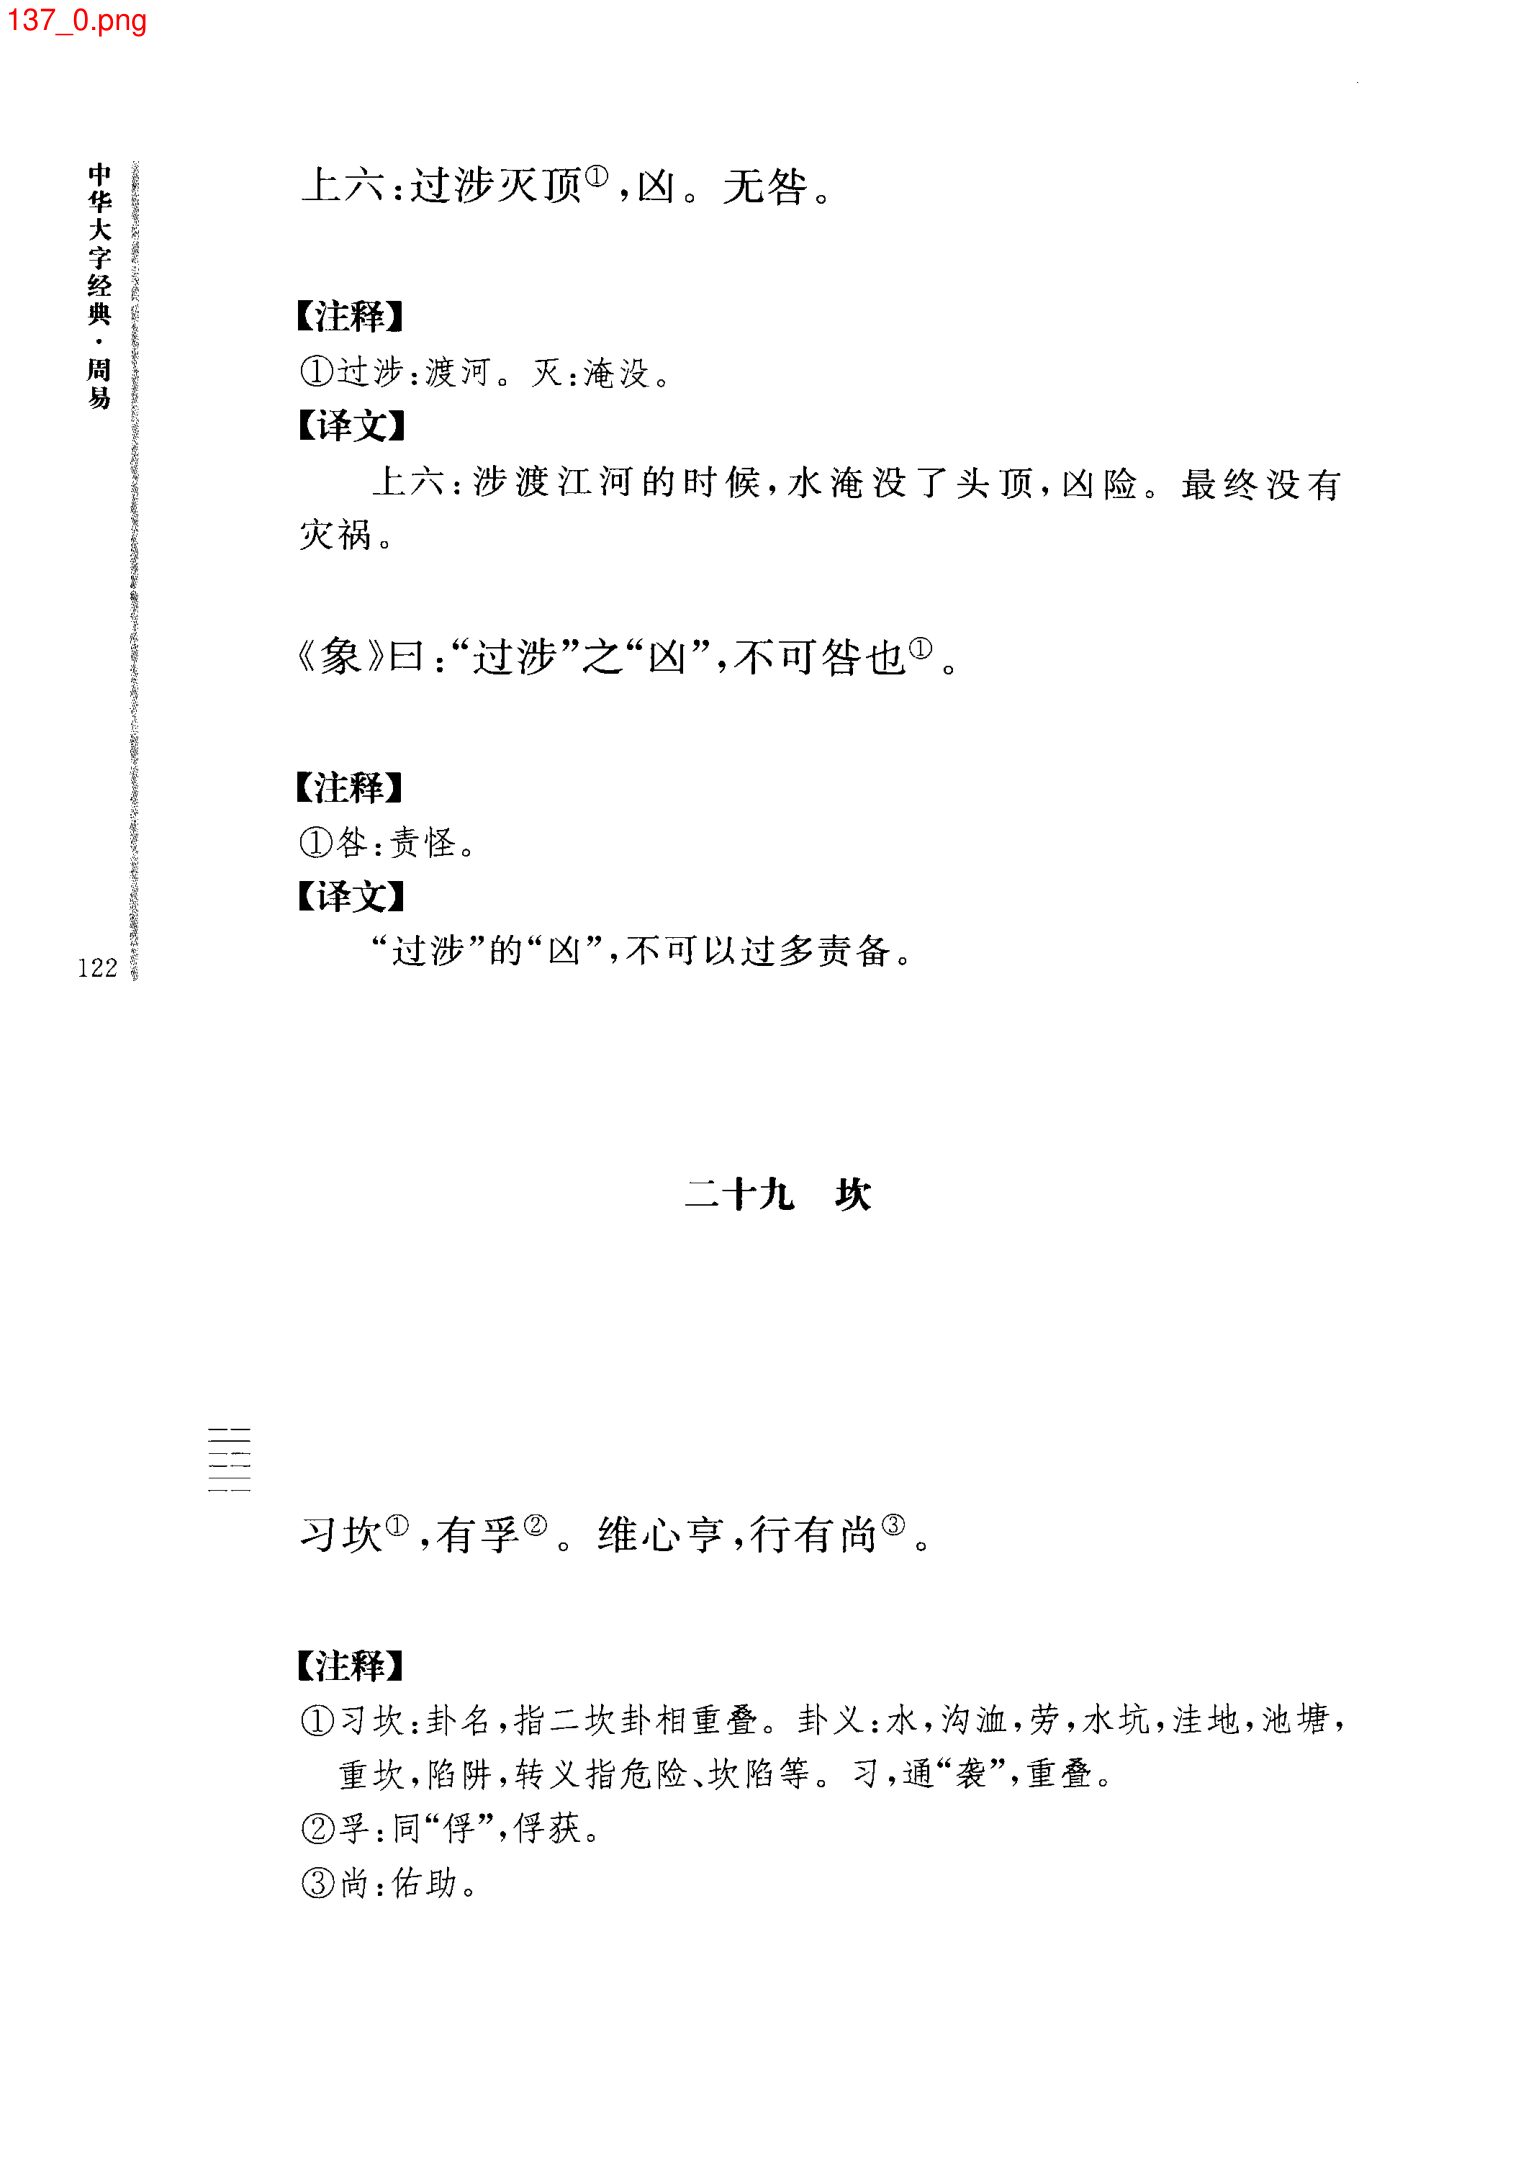 137_0.png
中华大字经典·周易
122
上六:过涉灭顶①,凶。无咎。
【注释】
①过涉:渡河。灭:淹没。
【译文】
上六:涉渡江河的时候,水淹没了头顶,凶险。最终没有
灾祸。
《象》曰:“过涉”之“凶”,不可咎也①。
【注释】
①咎:责怪。
【译文】
“过涉”的“凶”,不可以过多责备。
二十九 坎
习坎①,有孚②。维心亨,行有尚③。
【注释】
①习坎:卦名,指二坎卦相重叠。卦义:水,沟洫,劳,水坑,洼地,池塘,
重坎,陷阱,转义指危险、坎陷等。习,通“袭”,重叠。
②孚:同“俘”,俘获。
③尚:佑助。